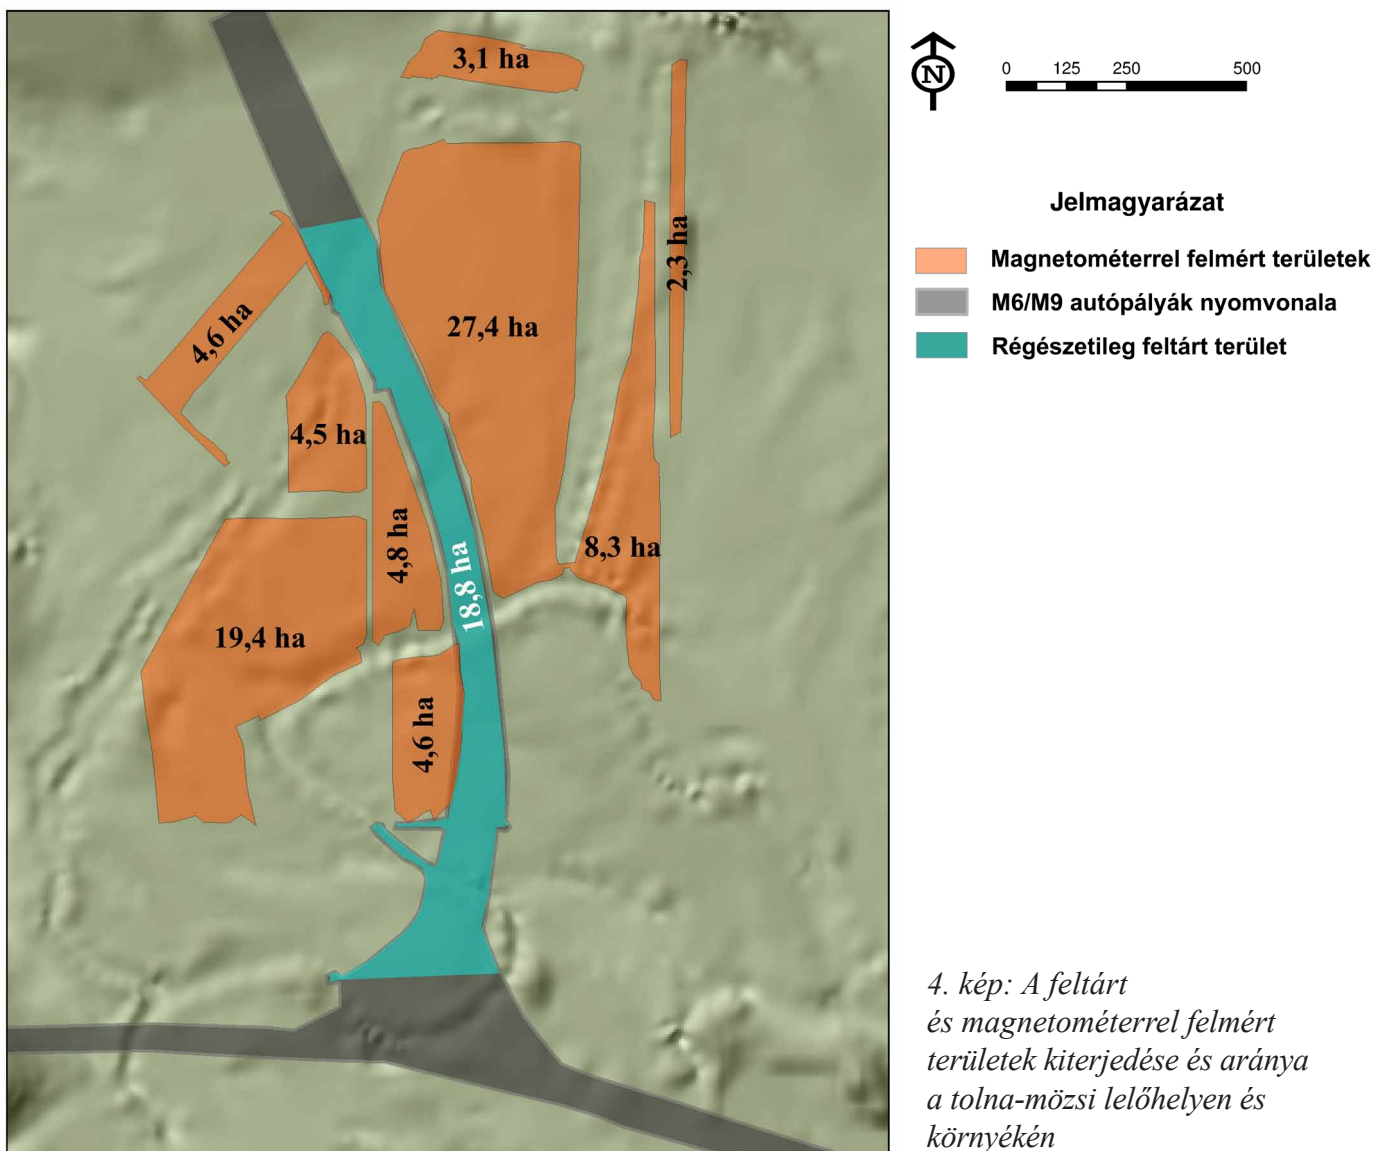 3,1 ha
2,3 ha
27,4 ha
4,6 ha
4,5 ha
4,8 ha
8,3 ha
18,8 ha
19,4 ha
4,6 ha
N
0 125 250 500
Jelmagyarázat
Magnetométerrel felmért területek
M6/M9 autópályák nyomvonala
Régészetileg feltárt terület
4. kép: A feltárt
és magnetométerrel felmért
területek kiterjedése és aránya
a tolna-mözsi lelőhelyen és
környékén